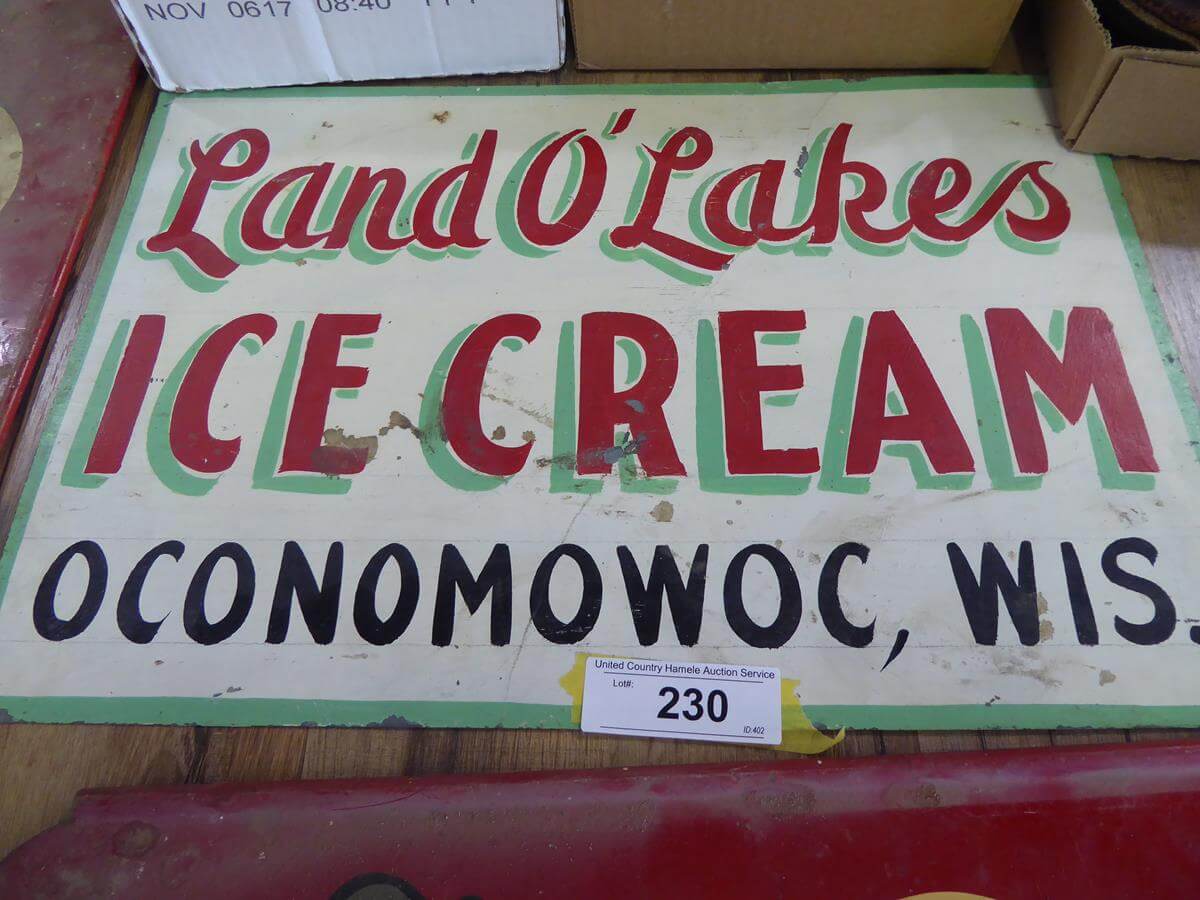 NOV 0617 08:40
Land O'Lakes
ICE CREAM
OCONOMOWOC, WIS.
United Country Hamele Auction Service
Lot#:
230
ID:402